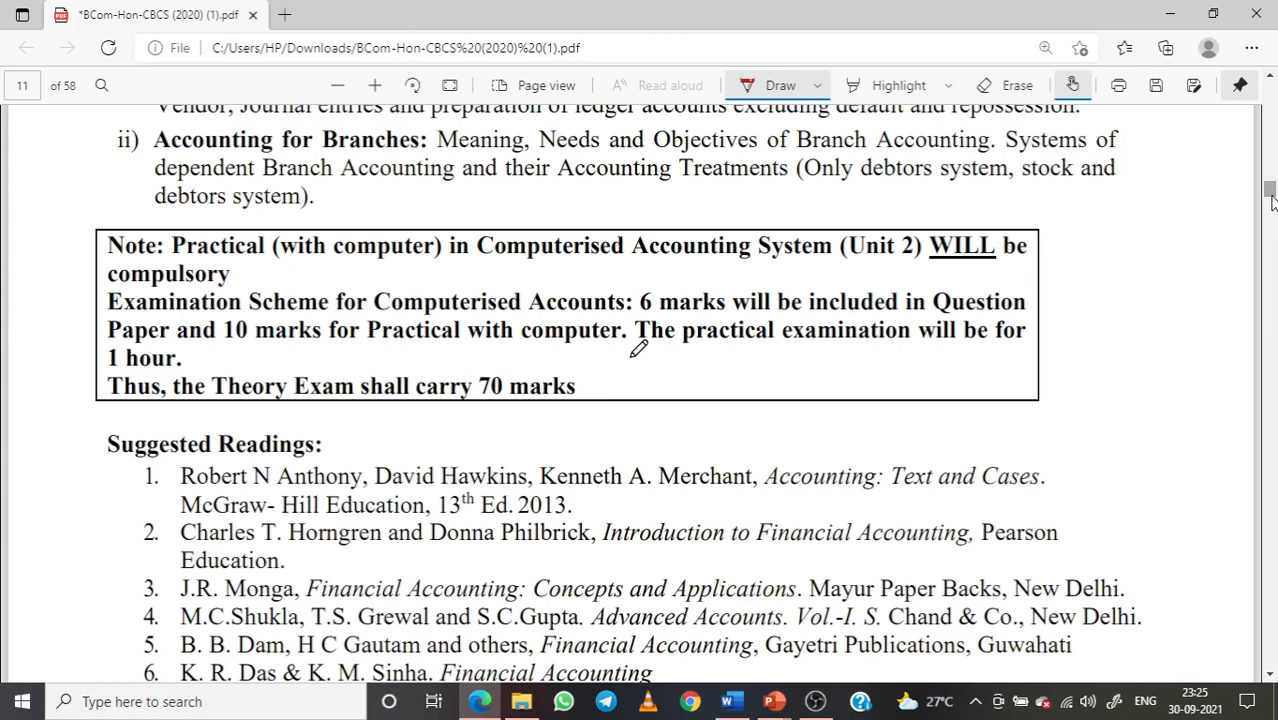 *BCom-Hon-CBCS (2020) (1).pdf
File
C:/Users/HP/Downloads/BCom-Hon-CBCS%20(2020)%20(1).pdf
11 of 58
Page view
Read aloud
Draw
Highlight
Erase
Vendor; Journal entries and preparation of ledger accounts excluding default and repossession.
ii) Accounting for Branches: Meaning, Needs and Objectives of Branch Accounting. Systems of
dependent Branch Accounting and their Accounting Treatments (Only debtors system, stock and
debtors system).
Note: Practical (with computer) in Computerised Accounting System (Unit 2) WILL be
compulsory
Examination Scheme for Computerised Accounts: 6 marks will be included in Question
Paper and 10 marks for Practical with computer. The practical examination will be for
1 hour.
Thus, the Theory Exam shall carry 70 marks
Suggested Readings:
1. Robert N Anthony, David Hawkins, Kenneth A. Merchant, Accounting: Text and Cases.
McGraw- Hill Education, 13th Ed. 2013.
2. Charles T. Horngren and Donna Philbrick, Introduction to Financial Accounting, Pearson
Education.
3. J.R. Monga, Financial Accounting: Concepts and Applications. Mayur Paper Backs, New Delhi.
4. M.C.Shukla, T.S. Grewal and S.C.Gupta. Advanced Accounts. Vol.-I. S. Chand & Co., New Delhi.
5. B. B. Dam, H C Gautam and others, Financial Accounting, Gayetri Publications, Guwahati
6. K. R. Das & K. M. Sinha. Financial Accounting
Type here to search
27°C
ENG
23:25
30-09-2021